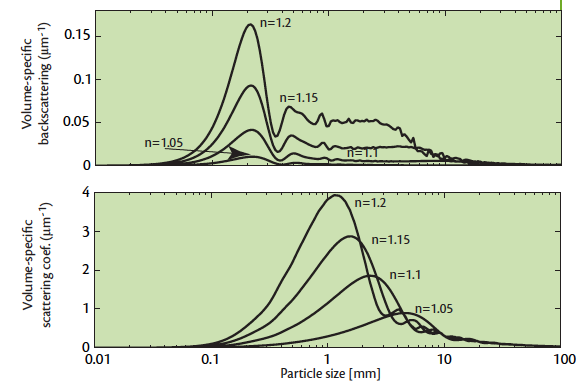 Volume-specific
backscattering (µm⁻¹)
0.15
0.1
0.05
0
n=1.2
n=1.15
n=1.05
n=1.1
Volume-specific
scattering coef. (µm⁻¹)
4
3
2
1
0
n=1.2
n=1.15
n=1.1
n=1.05
0.01 0.1 1 10 100
Particle size [mm]